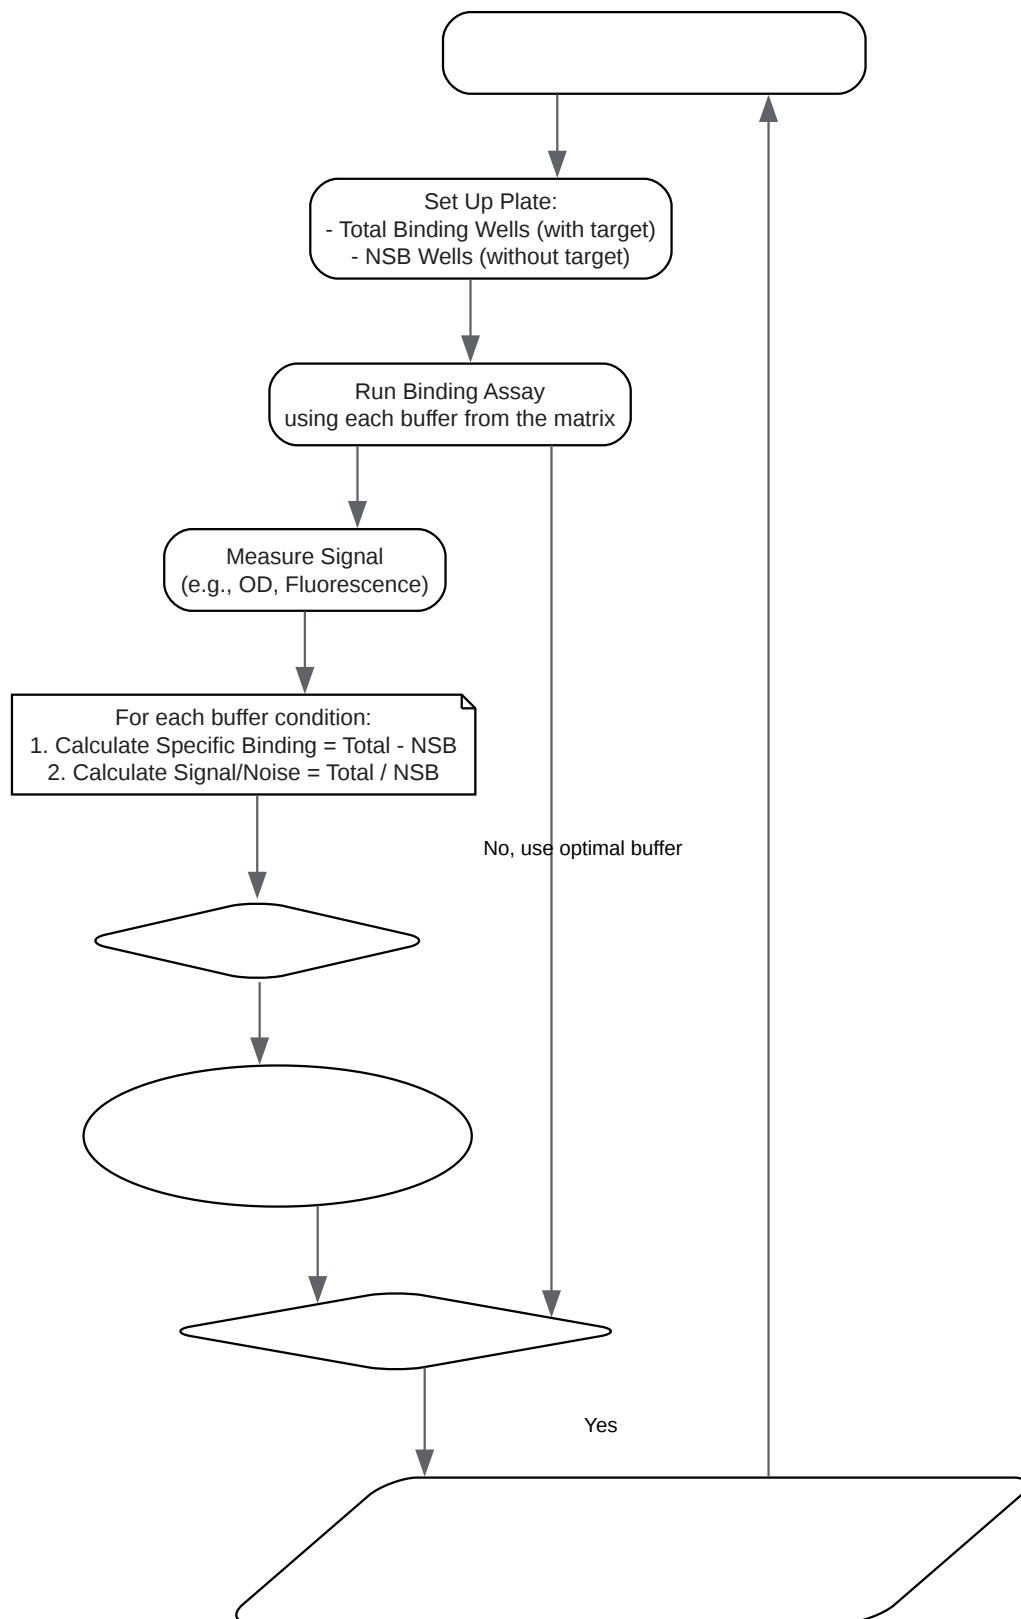 Set Up Plate:
- Total Binding Wells (with target)
- NSB Wells (without target)
Run Binding Assay
using each buffer from the matrix
Measure Signal
(e.g., OD, Fluorescence)
For each buffer condition:
1. Calculate Specific Binding = Total - NSB
2. Calculate Signal/Noise = Total / NSB
No, use optimal buffer
Yes